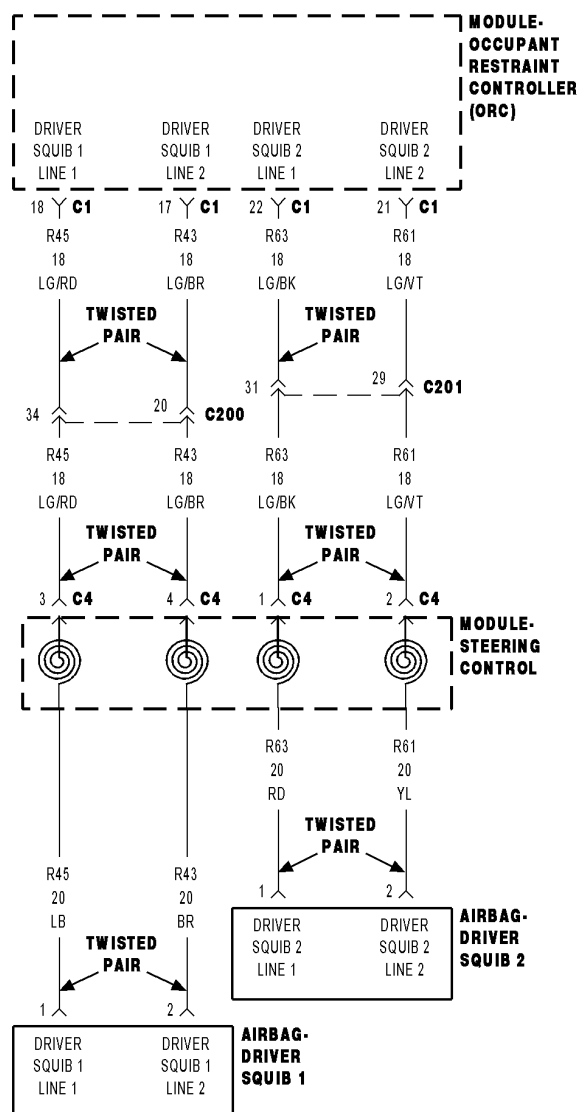 MODULE-
OCCUPANT
RESTRAINT
CONTROLLER
(ORC)
DRIVER DRIVER DRIVER DRIVER
SQUIB 1 SQUIB 1 SQUIB 2 SQUIB 2
LINE 1 LINE 2 LINE 1 LINE 2
18 C1 17 C1 22 C1 21 C1
R45 R43 R63 R61
18 18 18 18
LG/RD LG/BR LG/BK LG/VT
TWISTED TWISTED
PAIR PAIR
31 29 C201
34 20 C200
R45 R43 R63 R61
18 18 18 18
LG/RD LG/BR LG/BK LG/VT
TWISTED TWISTED
PAIR PAIR
3 C4 4 C4 1 C4 2 C4
MODULE-
STEERING
CONTROL
R63 R61
20 20
RD YL
TWISTED
PAIR
R45 R43
20 20
LB BR
1 2
AIRBAG-
DRIVER
SQUIB 2
DRIVER DRIVER
SQUIB 2 SQUIB 2
LINE 1 LINE 2
TWISTED
PAIR
1 2
AIRBAG-
DRIVER
SQUIB 1
DRIVER DRIVER
SQUIB 1 SQUIB 1
LINE 1 LINE 2